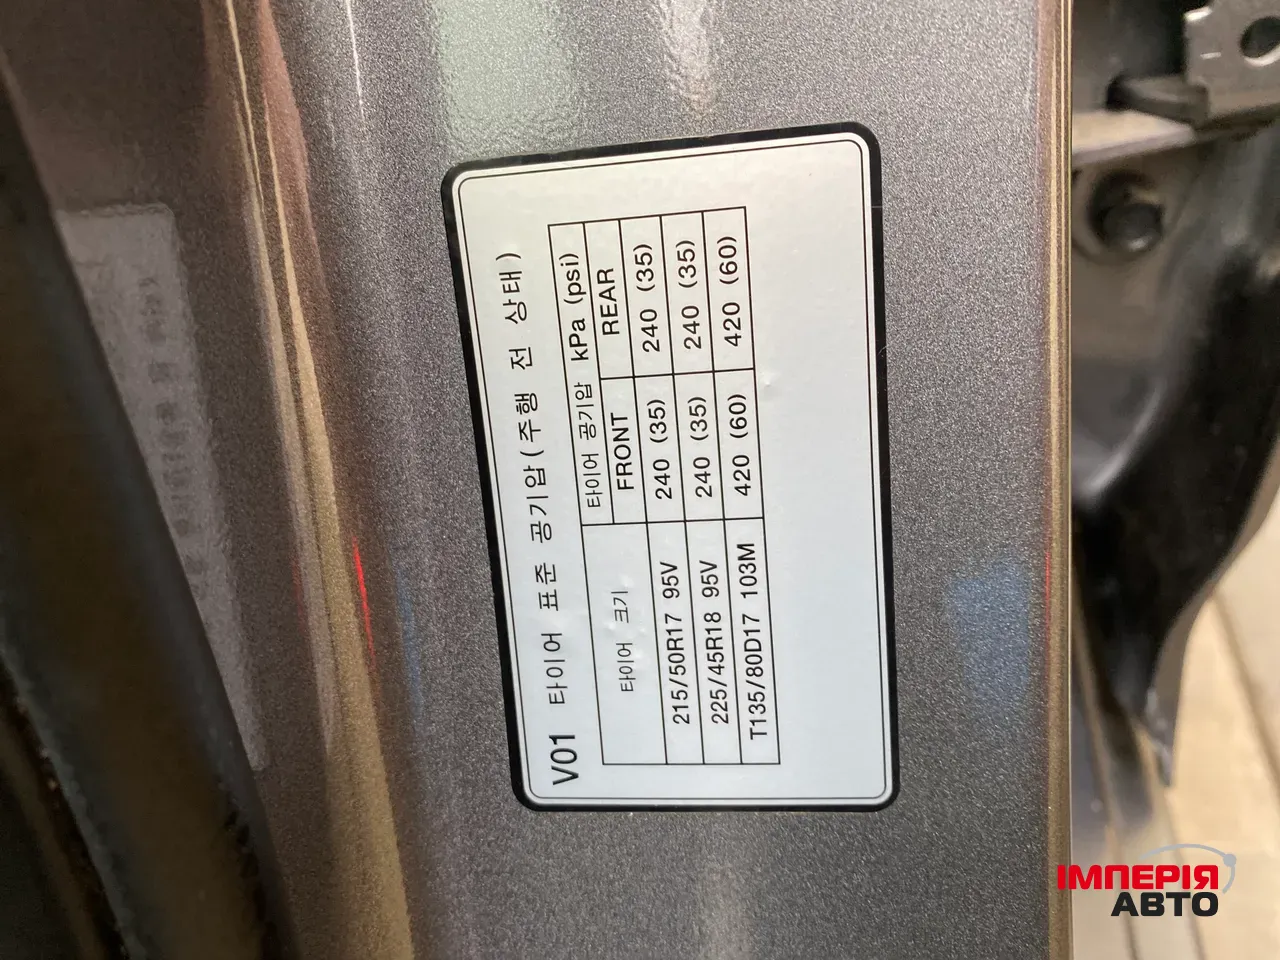 V01 타이어 표준 공기압(주행 전 상태)
타이어 크기
타이어 공기압 kPa (psi)
FRONT REAR
215/50R17 95V 240 (35) 240 (35)
225/45R18 95V 240 (35) 240 (35)
T135/80D17 103M 420 (60) 420 (60)
ІМПЕРІЯ
АВТО